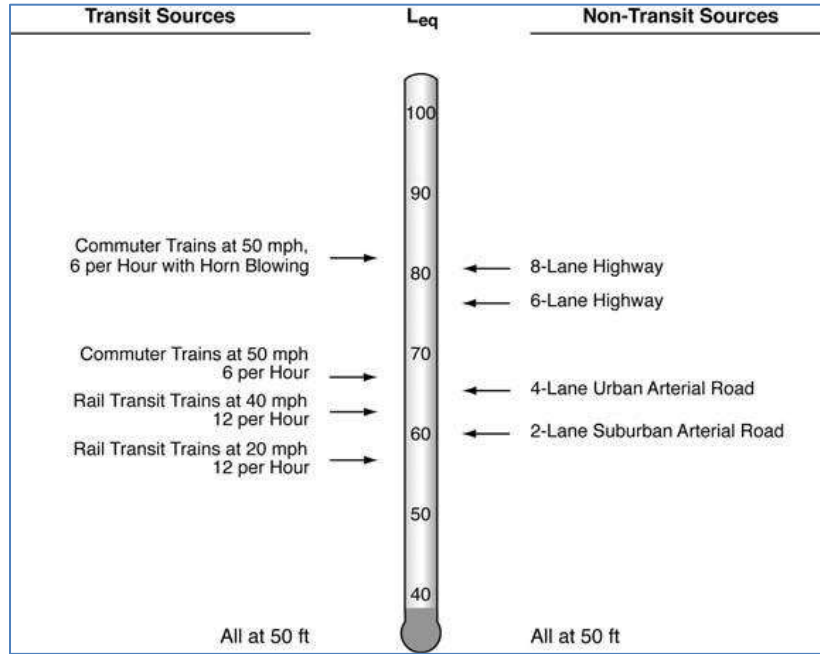 Transit Sources
L_eq
Non-Transit Sources
100
90
80
70
60
50
40
Commuter Trains at 50 mph,
6 per Hour with Horn Blowing
Commuter Trains at 50 mph
6 per Hour
Rail Transit Trains at 40 mph
12 per Hour
Rail Transit Trains at 20 mph
12 per Hour
All at 50 ft
8-Lane Highway
6-Lane Highway
4-Lane Urban Arterial Road
2-Lane Suburban Arterial Road
All at 50 ft